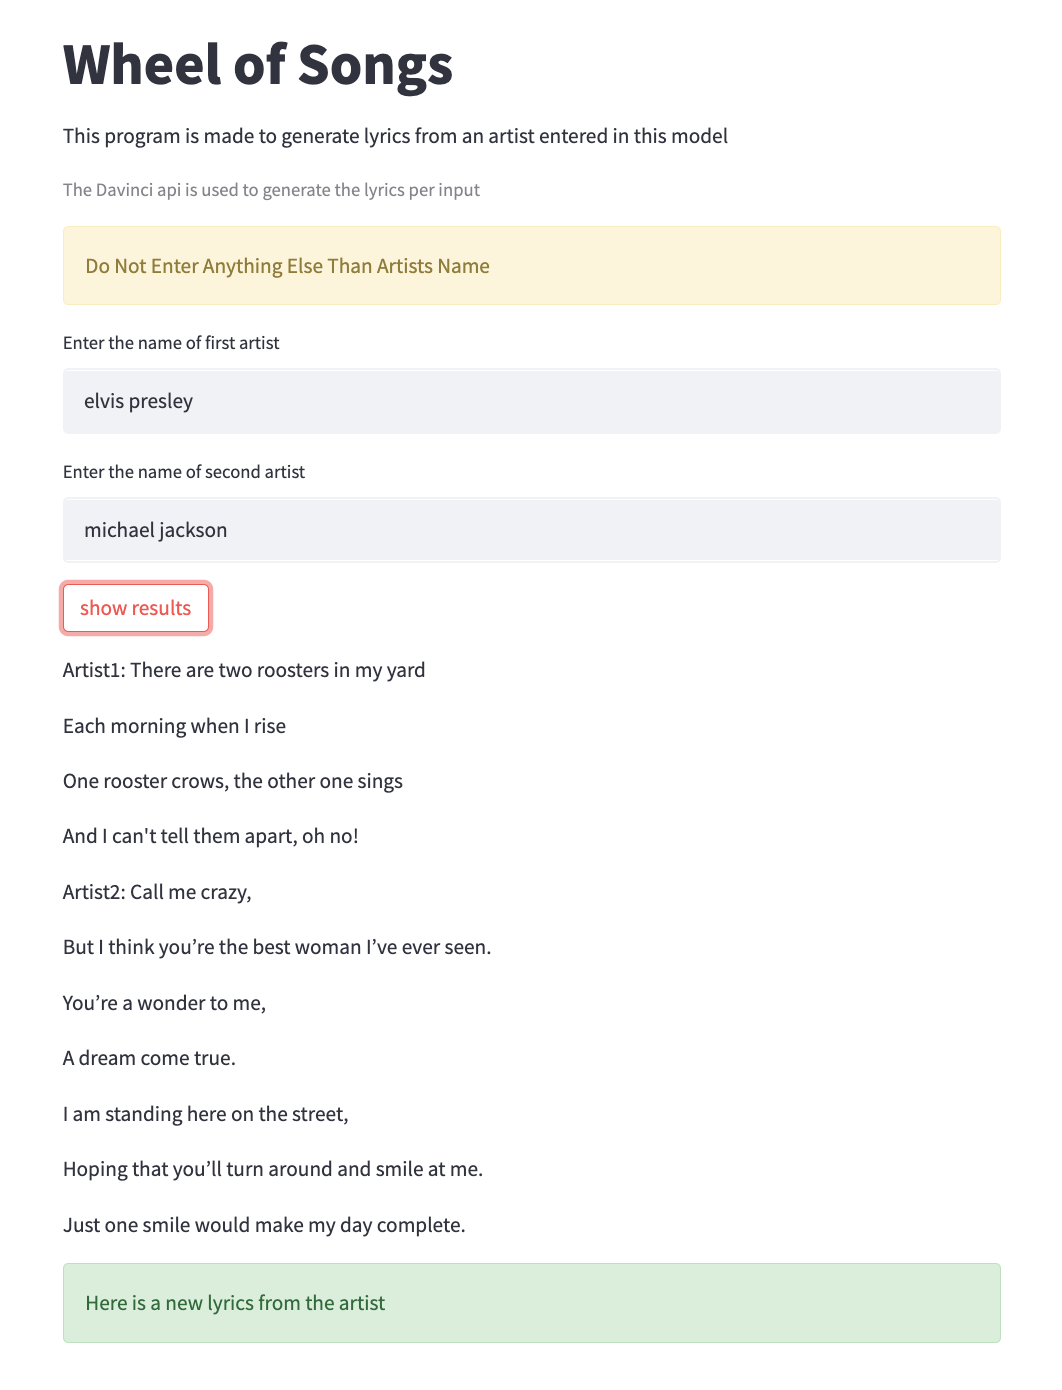 Wheel of Songs
This program is made to generate lyrics from an artist entered in this model
The Davinci api is used to generate the lyrics per input
Do Not Enter Anything Else Than Artists Name
Enter the name of first artist
elvis presley
Enter the name of second artist
michael jackson
show results
Artist1: There are two roosters in my yard
Each morning when I rise
One rooster crows, the other one sings
And I can't tell them apart, oh no!
Artist2: Call me crazy,
But I think you’re the best woman I’ve ever seen.
You’re a wonder to me,
A dream come true.
I am standing here on the street,
Hoping that you’ll turn around and smile at me.
Just one smile would make my day complete.
Here is a new lyrics from the artist